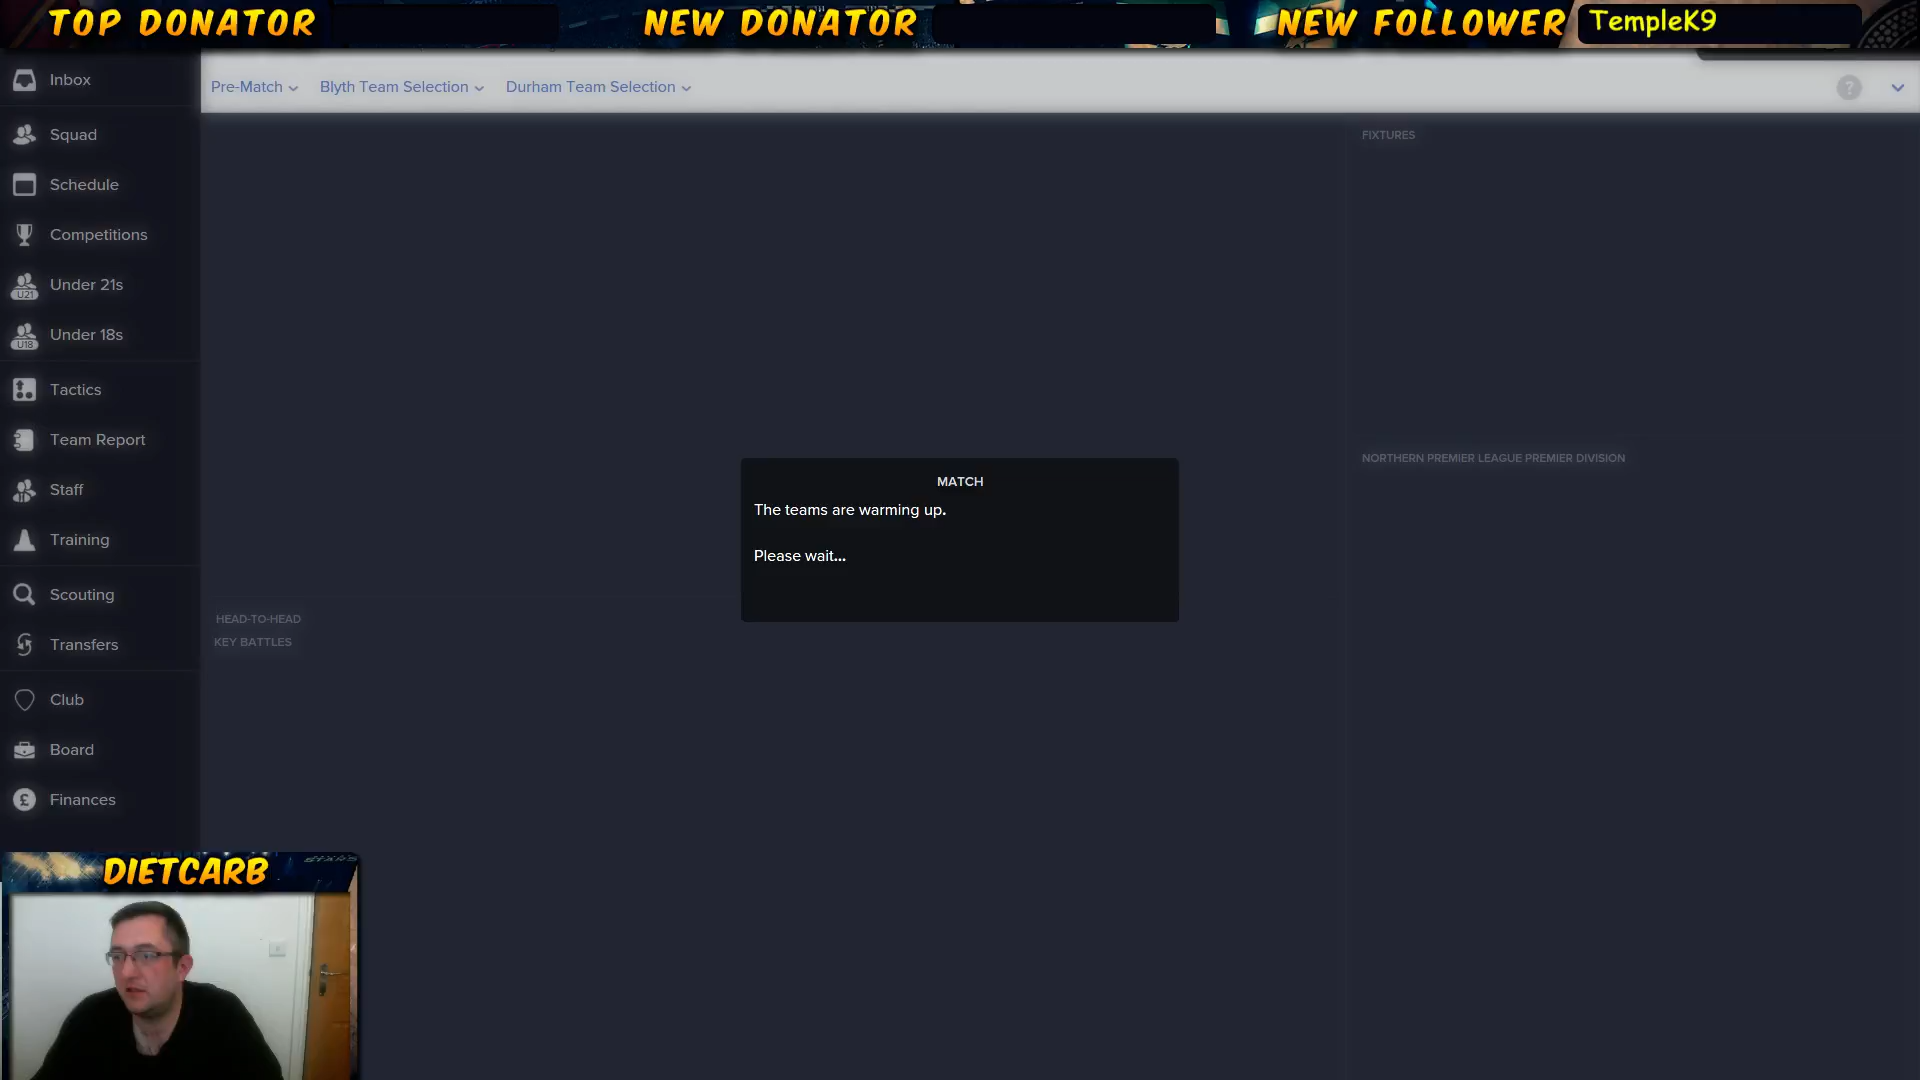 TOP DONATOR
NEW DONATOR
NEW FOLLOWER
TempleK9
Inbox
Pre-Match
Blyth Team Selection
Durham Team Selection
?
Squad
Schedule
Competitions
U21
Under 21s
U18
Under 18s
Tactics
Team Report
Staff
Training
Scouting
Transfers
Club
Board
£
Finances
FIXTURES
NORTHERN PREMIER LEAGUE PREMIER DIVISION
MATCH
The teams are warming up.
Please wait...
HEAD-TO-HEAD
KEY BATTLES
DIETCARB